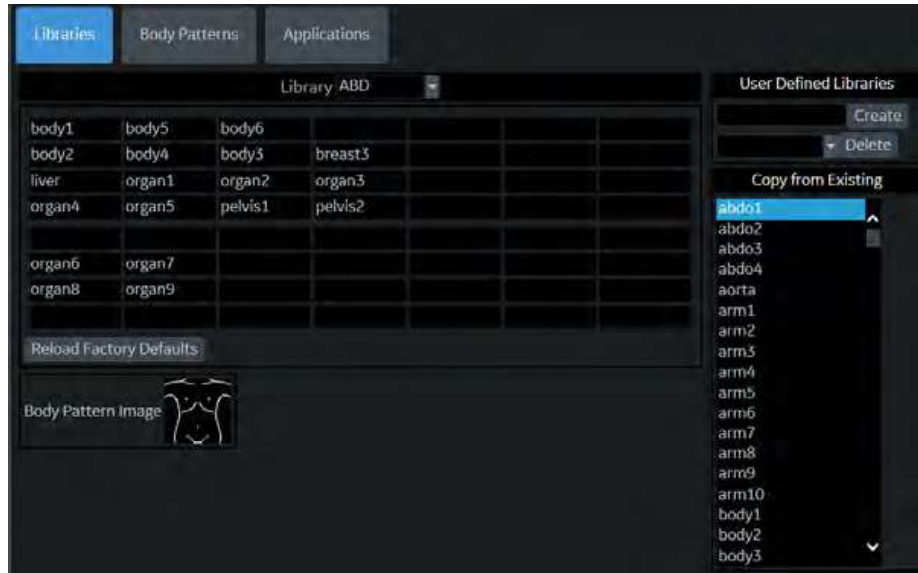 Libraries Body Patterns Applications
Library ABD
body1 body5 body6
body2 body4 body3 breast3
liver organ1 organ2 organ3
organ4 organ5 pelvis1 pelvis2
organ6 organ7
organ8 organ9
Reload Factory Defaults
Body Pattern Image
User Defined Libraries
Create
Delete
Copy from Existing
abdo1
abdo2
abdo3
abdo4
aorta
arm1
arm2
arm3
arm4
arm5
arm6
arm7
arm8
arm9
arm10
body1
body2
body3